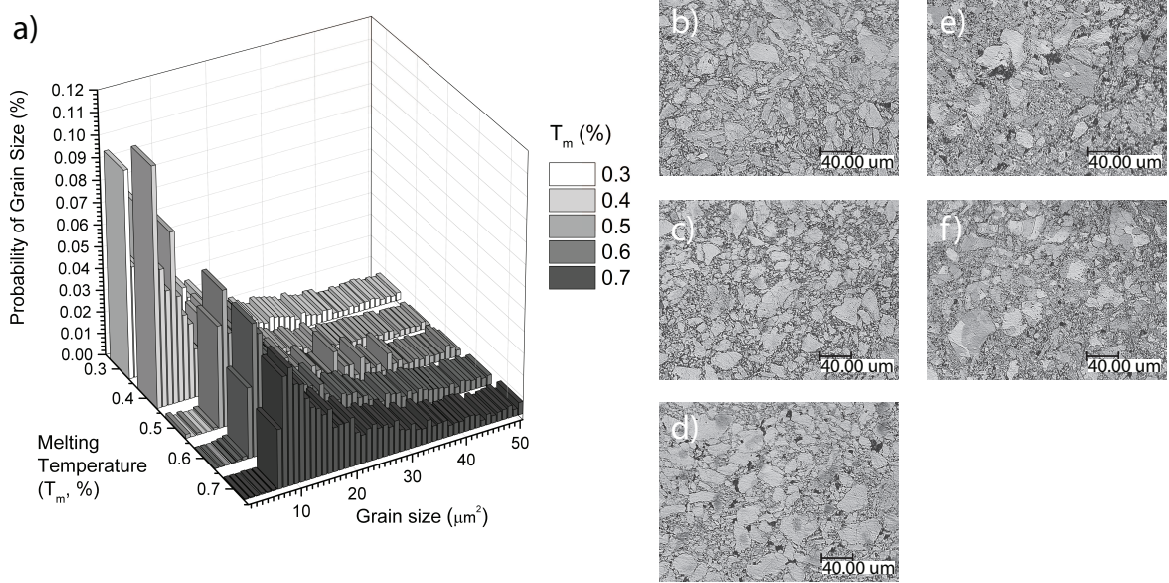 a)
0.12
0.11
0.10
0.09
0.08
0.07
0.06
0.05
0.04
0.03
0.02
0.01
0.00
Probability of Grain Size (%)
0.3
0.4
0.5
0.6
0.7
Melting
Temperature
(Tm, %)
10
20
30
40
50
Grain size (μm²)
Tm (%)
0.3
0.4
0.5
0.6
0.7
b)
40.00 um
c)
40.00 um
d)
40.00 um
e)
40.00 um
f)
40.00 um